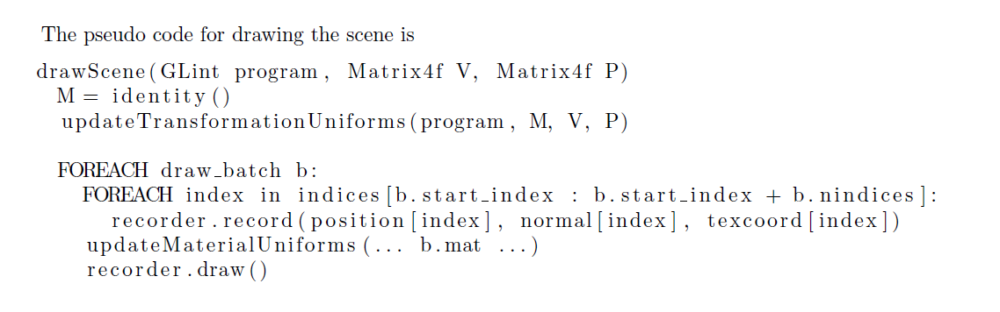 The pseudo code for drawing the scene is
drawScene(GLint program, Matrix4f V, Matrix4f P)
M = identity()
updateTransformationUniforms(program, M, V, P)
FOREACH draw_batch b:
FOREACH index in indices[b.start_index : b.start_index + b.nindices]:
recorder.record(position[index], normal[index], texcoord[index])
updateMaterialUniforms(... b.mat ...)
recorder.draw()